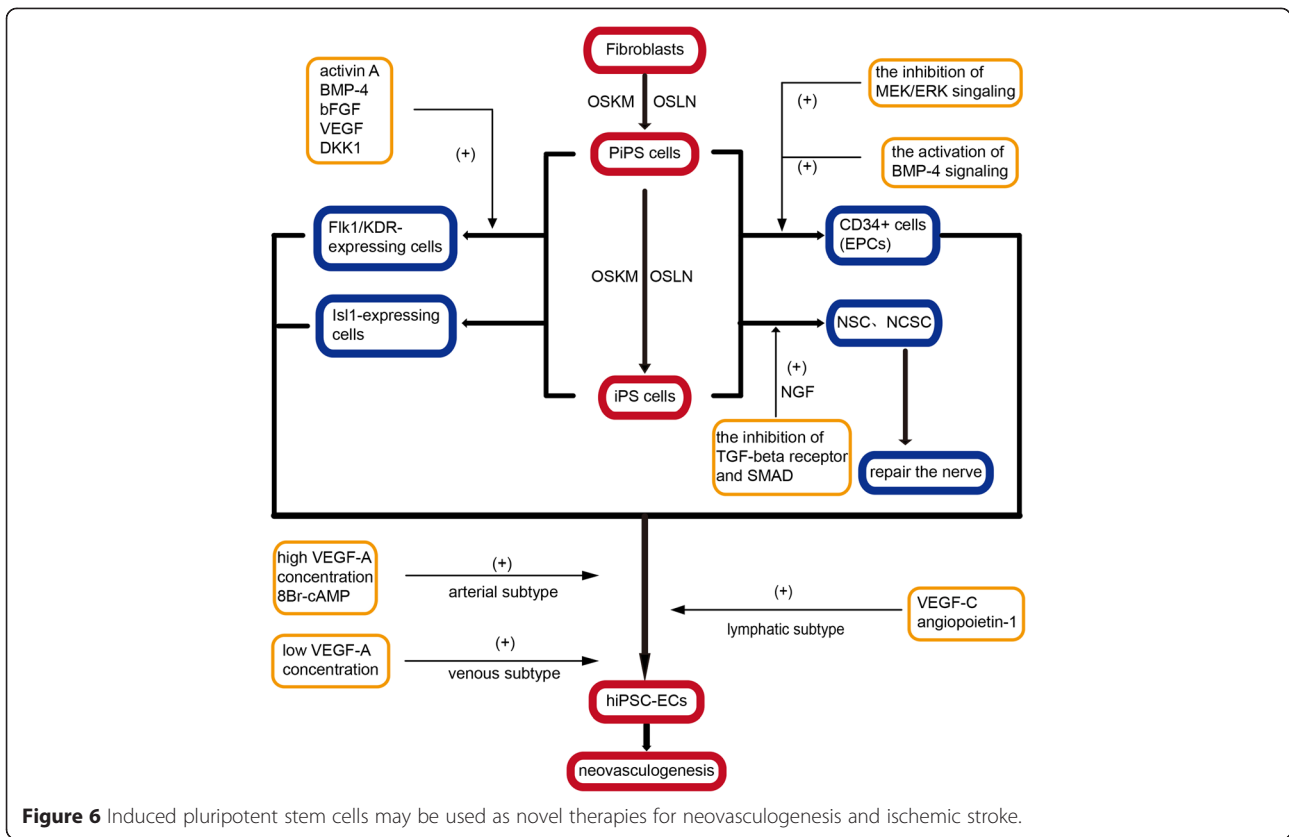 Fibroblasts
OSKM OSLN
activin A
BMP-4
bFGF
VEGF
DKK1
(+)
the inhibition of
MEK/ERK singaling
(+)
the activation of
BMP-4 signaling
(+)
PiPS cells
Flk1/KDR-
expressing cells
CD34+ cells
(EPCs)
OSKM OSLN
Isl1-expressing
cells
NSC、NCSC
(+)
NGF
iPS cells
the inhibition of
TGF-beta receptor
and SMAD
repair the nerve
high VEGF-A
concentration
8Br-cAMP
(+)
arterial subtype
(+)
lymphatic subtype
VEGF-C
angiopoietin-1
low VEGF-A
concentration
(+)
venous subtype
hiPSC-ECs
neovasculogenesis
Figure 6 Induced pluripotent stem cells may be used as novel therapies for neovasculogenesis and ischemic stroke.